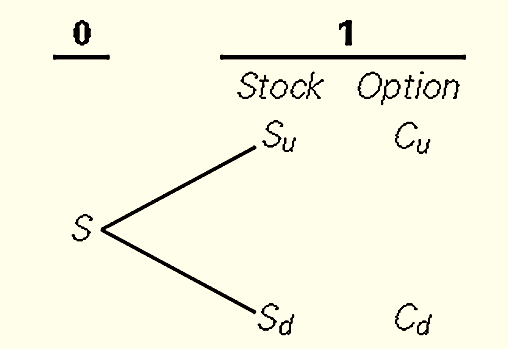 0 1
Stock Option
Su Cu
S
Sd Cd